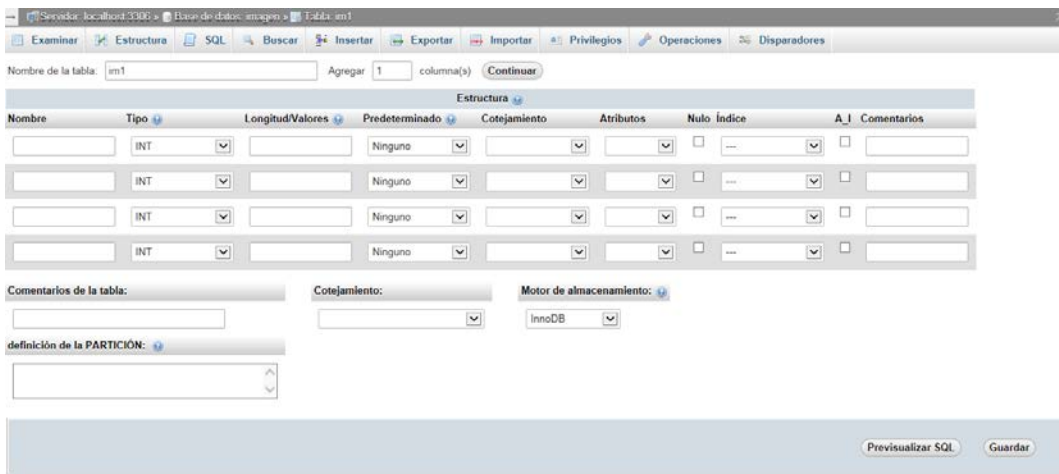 Servidor: localhost:3306 » Base de datos: imagen » Tabla: im1
Examinar Estructura SQL Buscar Insertar Exportar Importar Privilegios Operaciones Disparadores
Nombre de la tabla: im1 Agregar 1 columna(s) Continuar
Estructura
Nombre Tipo Longitud/Valores Predeterminado Cotejamiento Atributos Nulo Índice A_I Comentarios
INT Ninguno ---
INT Ninguno ---
INT Ninguno ---
INT Ninguno ---
Comentarios de la tabla: Cotejamiento: Motor de almacenamiento:
InnoDB
definición de la PARTICIÓN:
Previsualizar SQL Guardar